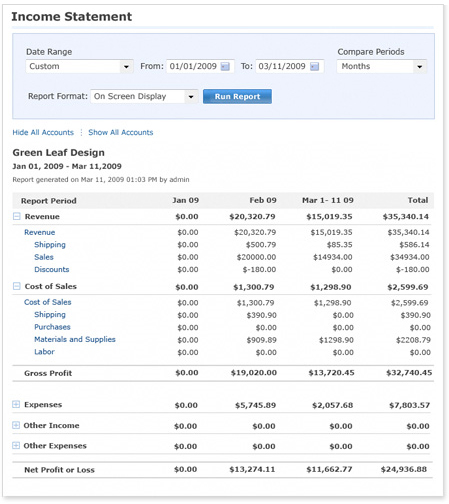 Income Statement
Date Range
Compare Periods
Custom From: 01/01/2009 To: 03/11/2009 Months
Report Format: On Screen Display Run Report
Hide All Accounts Show All Accounts
Green Leaf Design
Jan 01, 2009 - Mar 11,2009
Report generated on Mar 11, 2009 01:03 PM by admin
Report Period Jan 09 Feb 09 Mar 1- 11 09 Total
Revenue $0.00 $20,320.79 $15,019.35 $35,340.14
Revenue $0.00 $20,320.79 $15,019.35 $35,340.14
Shipping $0.00 $500.79 $85.35 $586.14
Sales $0.00 $20000.00 $14934.00 $34934.00
Discounts $0.00 $-180.00 $0.00 $-180.00
Cost of Sales $0.00 $1,300.79 $1,298.90 $2,599.69
Cost of Sales $0.00 $1,300.79 $1,298.90 $2,599.69
Shipping $0.00 $390.90 $0.00 $390.90
Purchases $0.00 $0.00 $0.00 $0.00
Materials and Supplies $0.00 $909.89 $1298.90 $2208.79
Labor $0.00 $0.00 $0.00 $0.00
Gross Profit $0.00 $19,020.00 $13,720.45 $32,740.45
Expenses $0.00 $5,745.89 $2,057.68 $7,803.57
Other Income $0.00 $0.00 $0.00 $0.00
Other Expenses $0.00 $0.00 $0.00 $0.00
Net Profit or Loss $0.00 $13,274.11 $11,662.77 $24,936.88